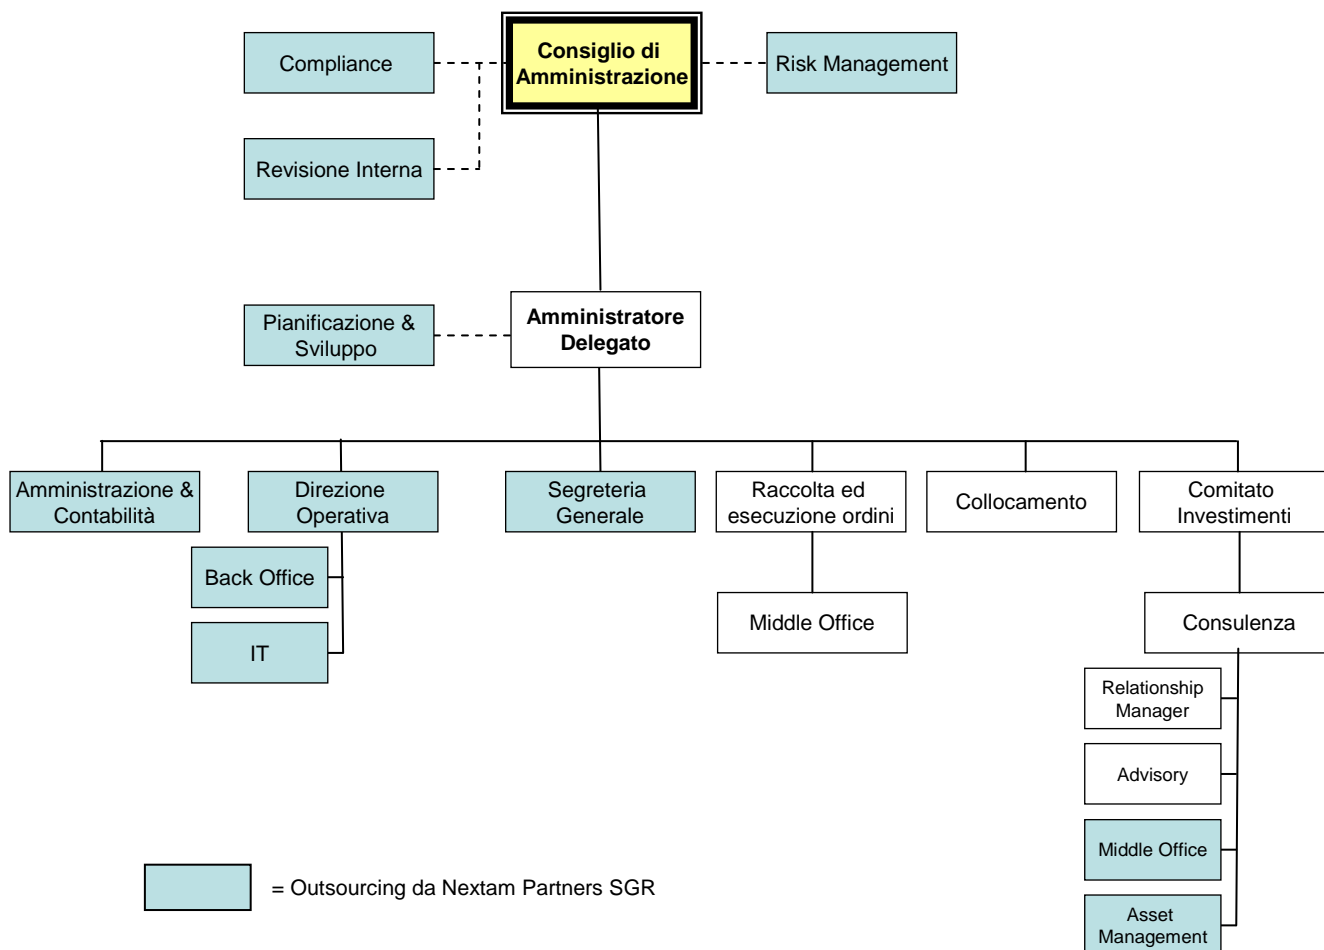 Compliance
Consiglio di
Amministrazione
Risk Management
Revisione Interna
Pianificazione &
Sviluppo
Amministratore
Delegato
Amministrazione &
Contabilità
Direzione
Operativa
Segreteria
Generale
Raccolta ed
esecuzione ordini
Collocamento
Comitato
Investimenti
Back Office
IT
Middle Office
Consulenza
Relationship
Manager
Advisory
Middle Office
Asset
Management
= Outsourcing da Nextam Partners SGR